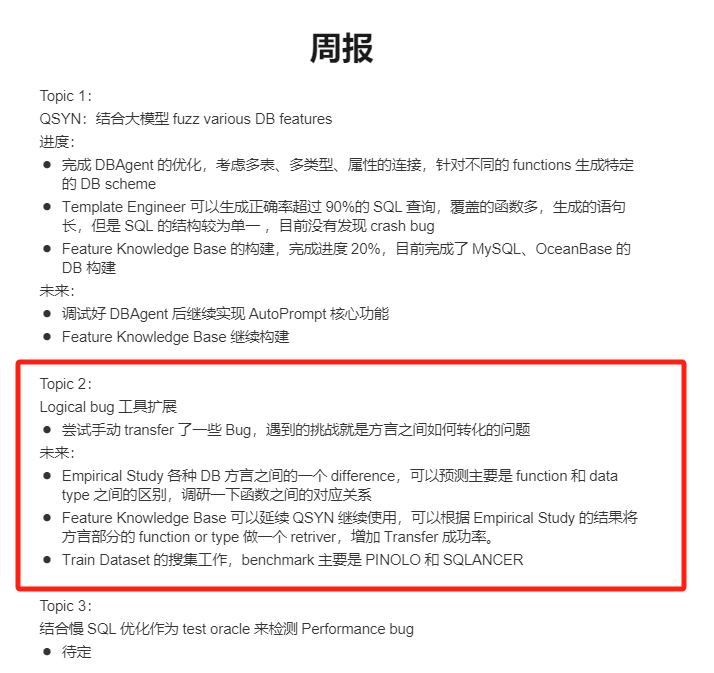 周报
Topic 1：
QSYN：结合大模型 fuzz various DB features
进度：
● 完成 DBAgent 的优化，考虑多表、多类型、属性的连接，针对不同的 functions 生成特定
的 DB scheme
● Template Engineer 可以生成正确率超过 90%的 SQL 查询，覆盖的函数多，生成的语句
长，但是 SQL 的结构较为单一 ，目前没有发现 crash bug
● Feature Knowledge Base 的构建，完成进度 20%，目前完成了 MySQL、OceanBase 的
DB 构建
未来：
● 调试好 DBAgent 后继续实现 AutoPrompt 核心功能
● Feature Knowledge Base 继续构建
Topic 2：
Logical bug 工具扩展
● 尝试手动 transfer 了一些 Bug，遇到的挑战就是方言之间如何转化的问题
未来：
● Empirical Study 各种 DB 方言之间的一个 difference，可以预测主要是 function 和 data
type 之间的区别，调研一下函数之间的对应关系
● Feature Knowledge Base 可以延续 QSYN 继续使用，可以根据 Empirical Study 的结果将
方言部分的 function or type 做一个 retriver，增加 Transfer 成功率。
● Train Dataset 的搜集工作，benchmark 主要是 PINOLO 和 SQLANCER
Topic 3：
结合慢 SQL 优化作为 test oracle 来检测 Performance bug
● 待定